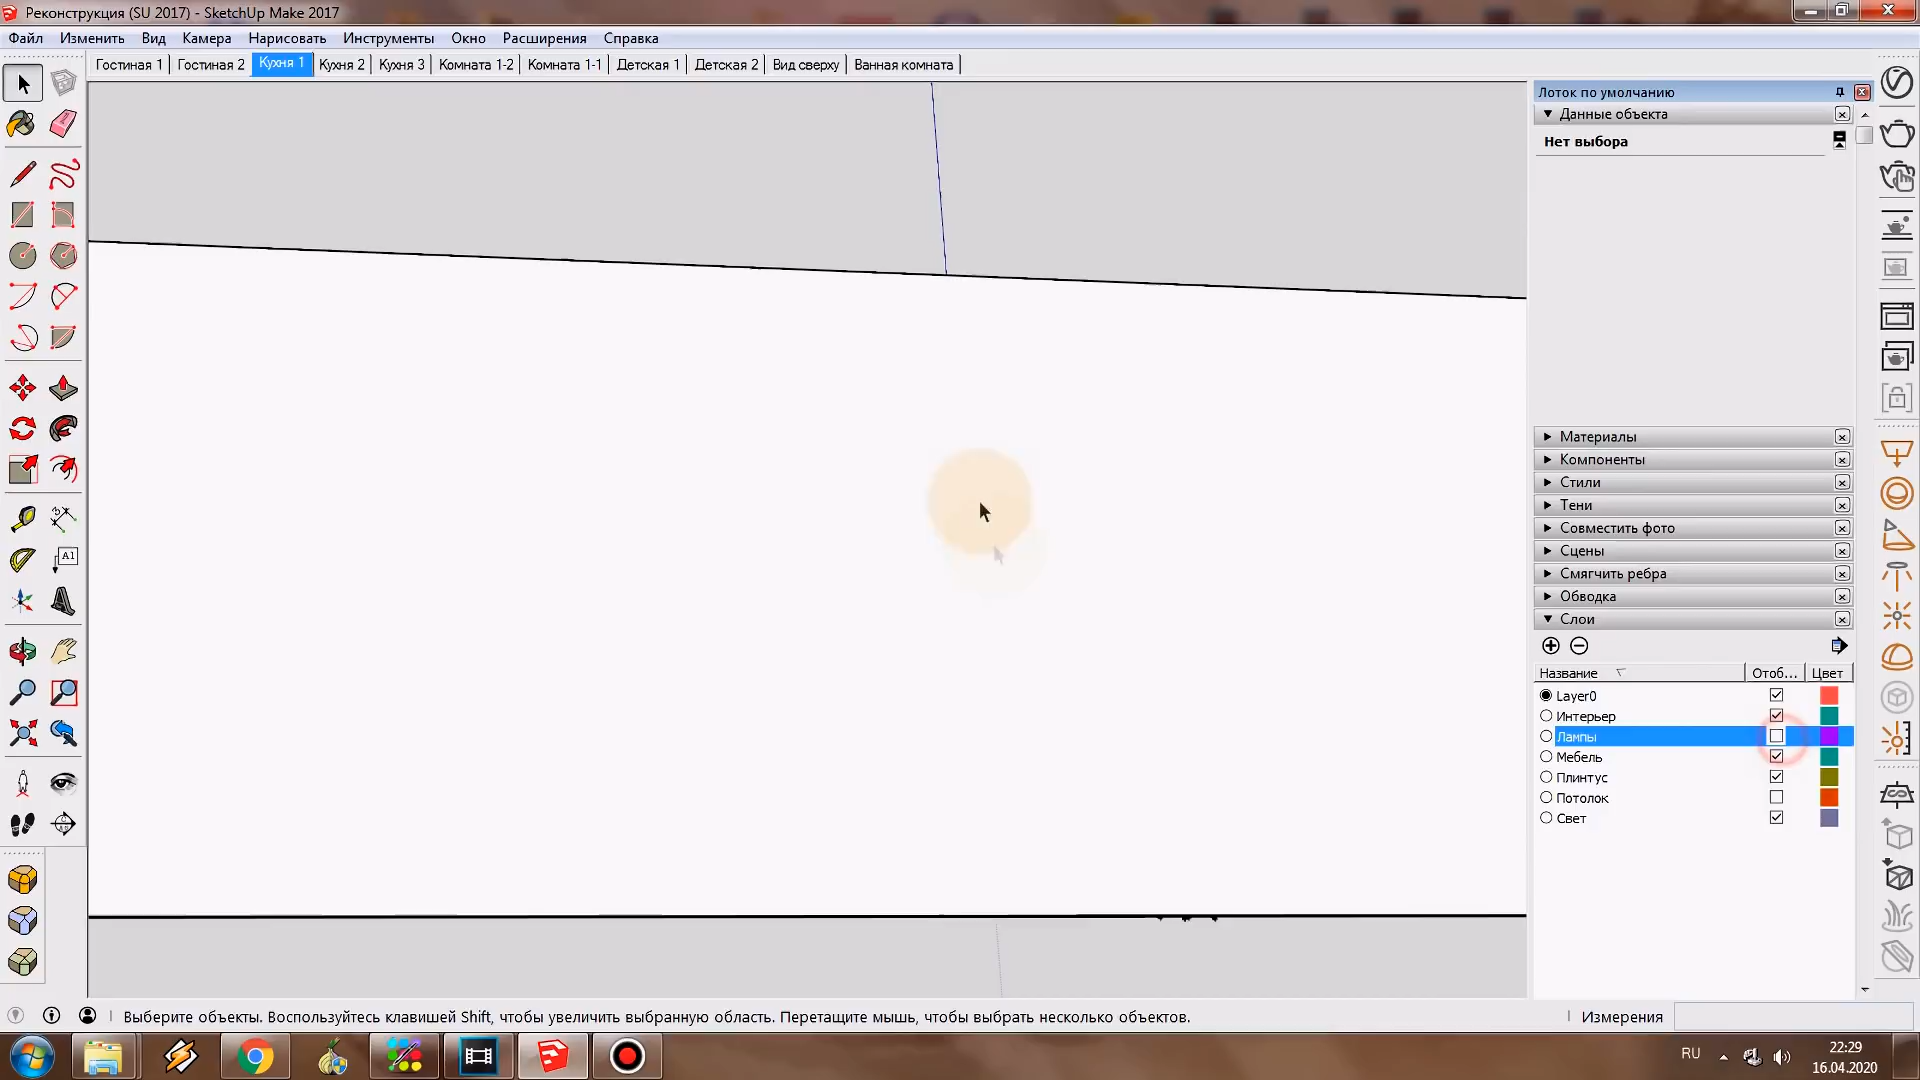 Реконструкция (SU 2017) - SketchUp Make 2017
Файл Изменить Вид Камера Нарисовать Инструменты Окно Расширения Справка
Гостиная 1 Гостиная 2 Кухня 1 Кухня 2 Кухня 3 Комната 1-2 Комната 1-1 Детская 1 Детская 2 Вид сверху Ванная комната
Лоток по умолчанию
Данные объекта
Нет выбора
Материалы
Компоненты
Стили
Тени
Совместить фото
Сцены
Смягчить ребра
Обводка
Слои
Название Отоб... Цвет
Layer0
Интерьер
Лампы
Мебель
Плинтус
Потолок
Свет
A1
Выберите объекты. Воспользуйтесь клавишей Shift, чтобы увеличить выбранную область. Перетащите мышь, чтобы выбрать несколько объектов.
Измерения
RU
22:29
16.04.2020